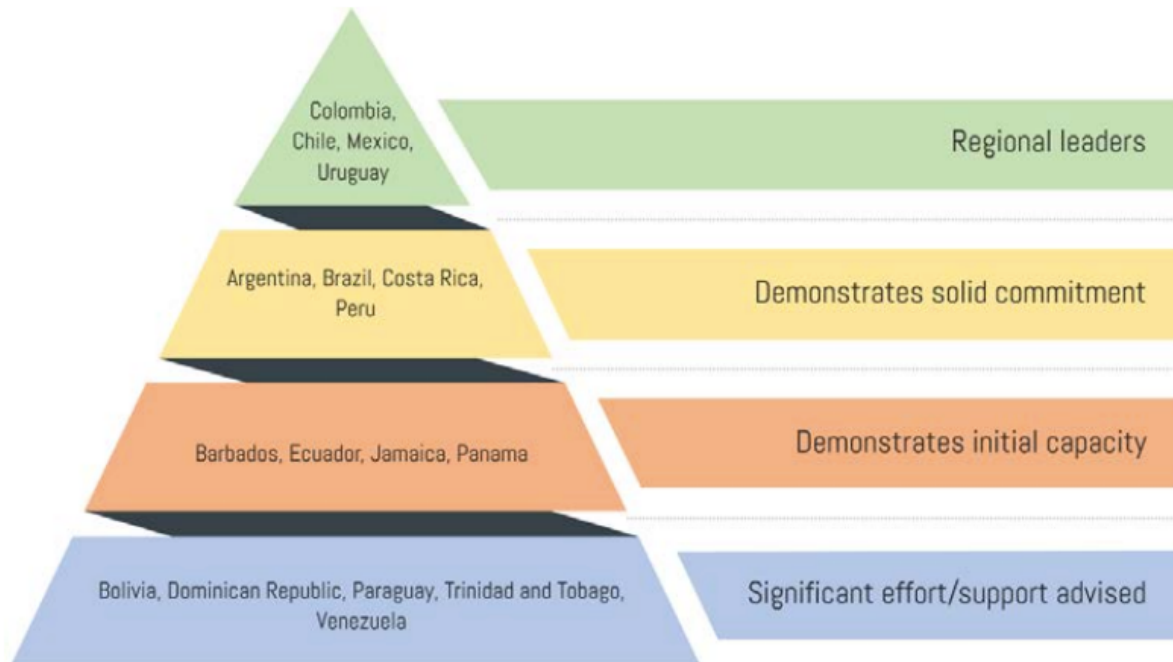 Colombia,
Chile, Mexico,
Uruguay
Regional leaders
Argentina, Brazil, Costa Rica,
Peru
Demonstrates solid commitment
Barbados, Ecuador, Jamaica, Panama
Demonstrates initial capacity
Bolivia, Dominican Republic, Paraguay, Trinidad and Tobago,
Venezuela
Significant effort/support advised